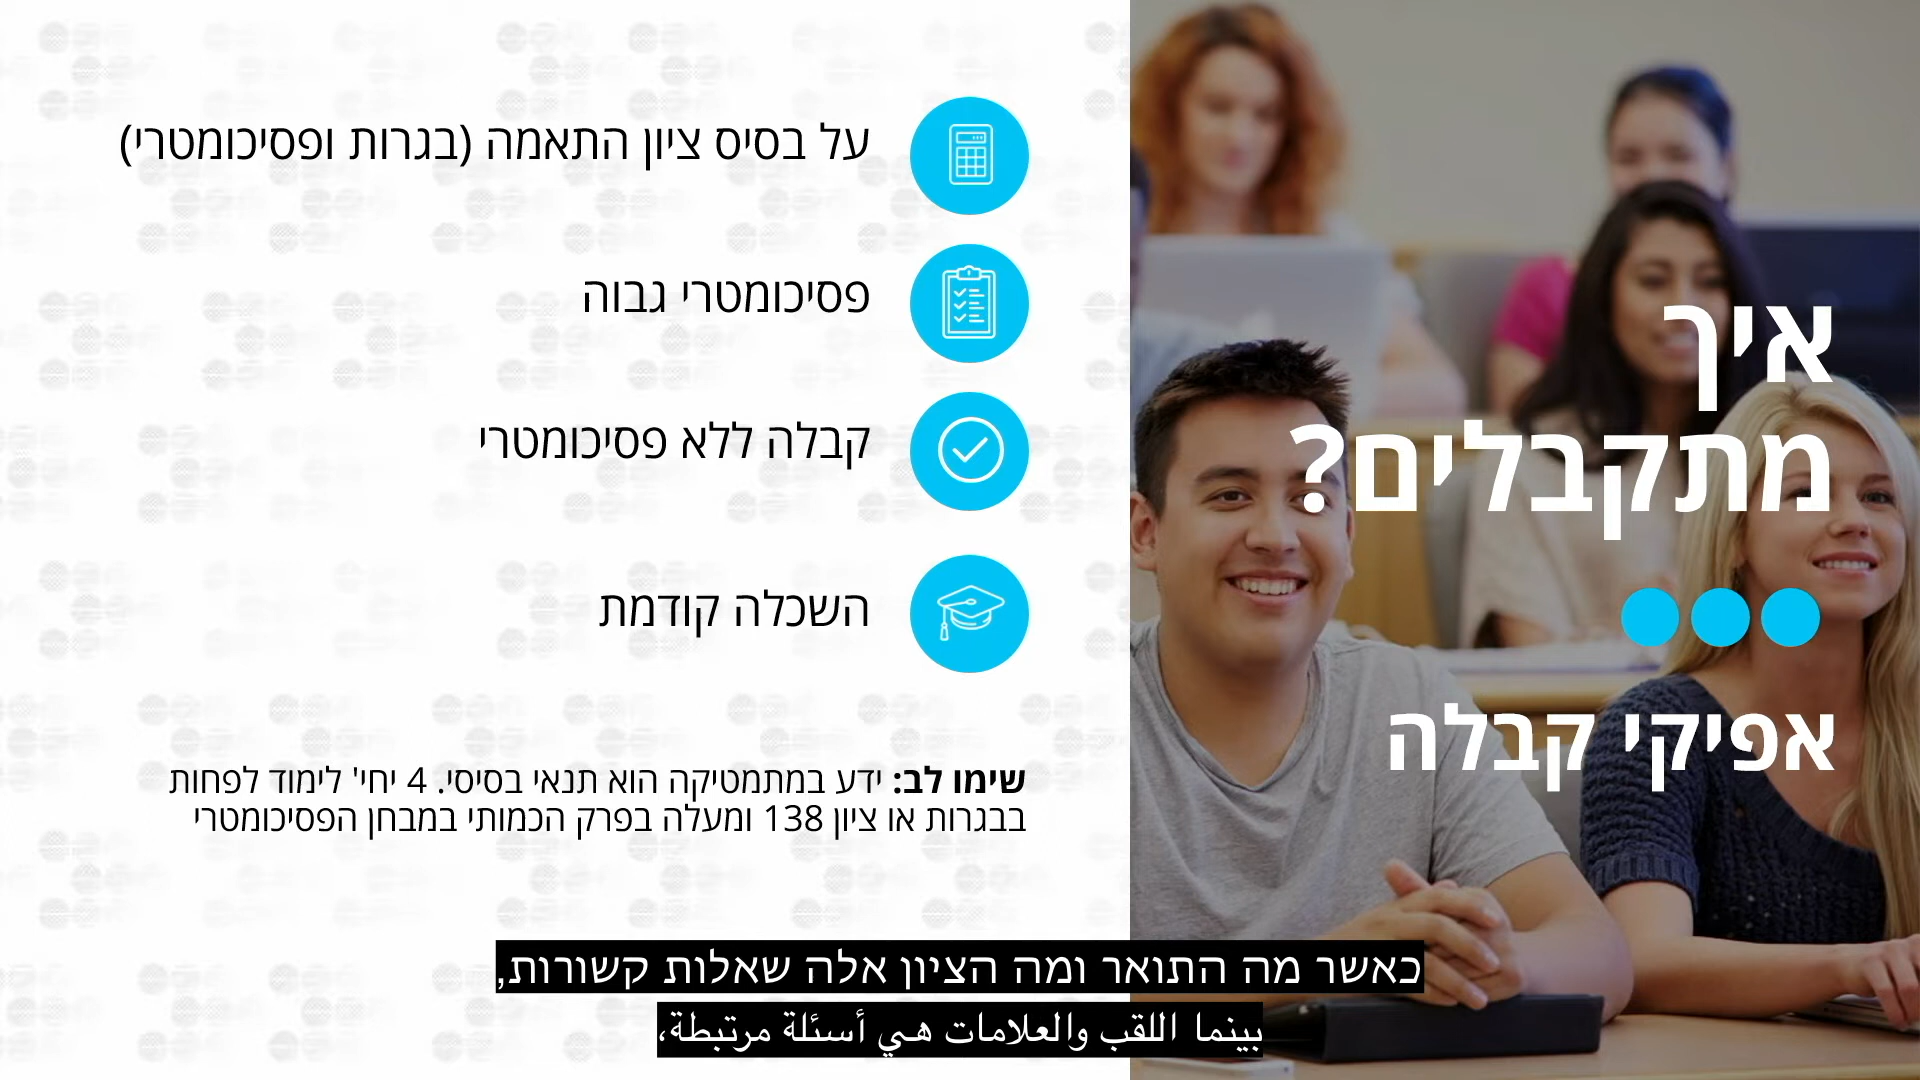 איך
מתקבלים?
אפיקי קבלה
על בסיס ציון התאמה (בגרות ופסיכומטרי)
פסיכומטרי גבוה
קבלה ללא פסיכומטרי
השכלה קודמת
שימו לב: ידע במתמטיקה הוא תנאי בסיסי. 4 יחי' לימוד לפחות
בבגרות או ציון 138 ומעלה בפרק הכמותי במבחן הפסיכומטרי
כאשר מה התואר ומה הציון אלה שאלות קשורות,
بينما اللقب والعلامات هي أسئلة مرتبطة،